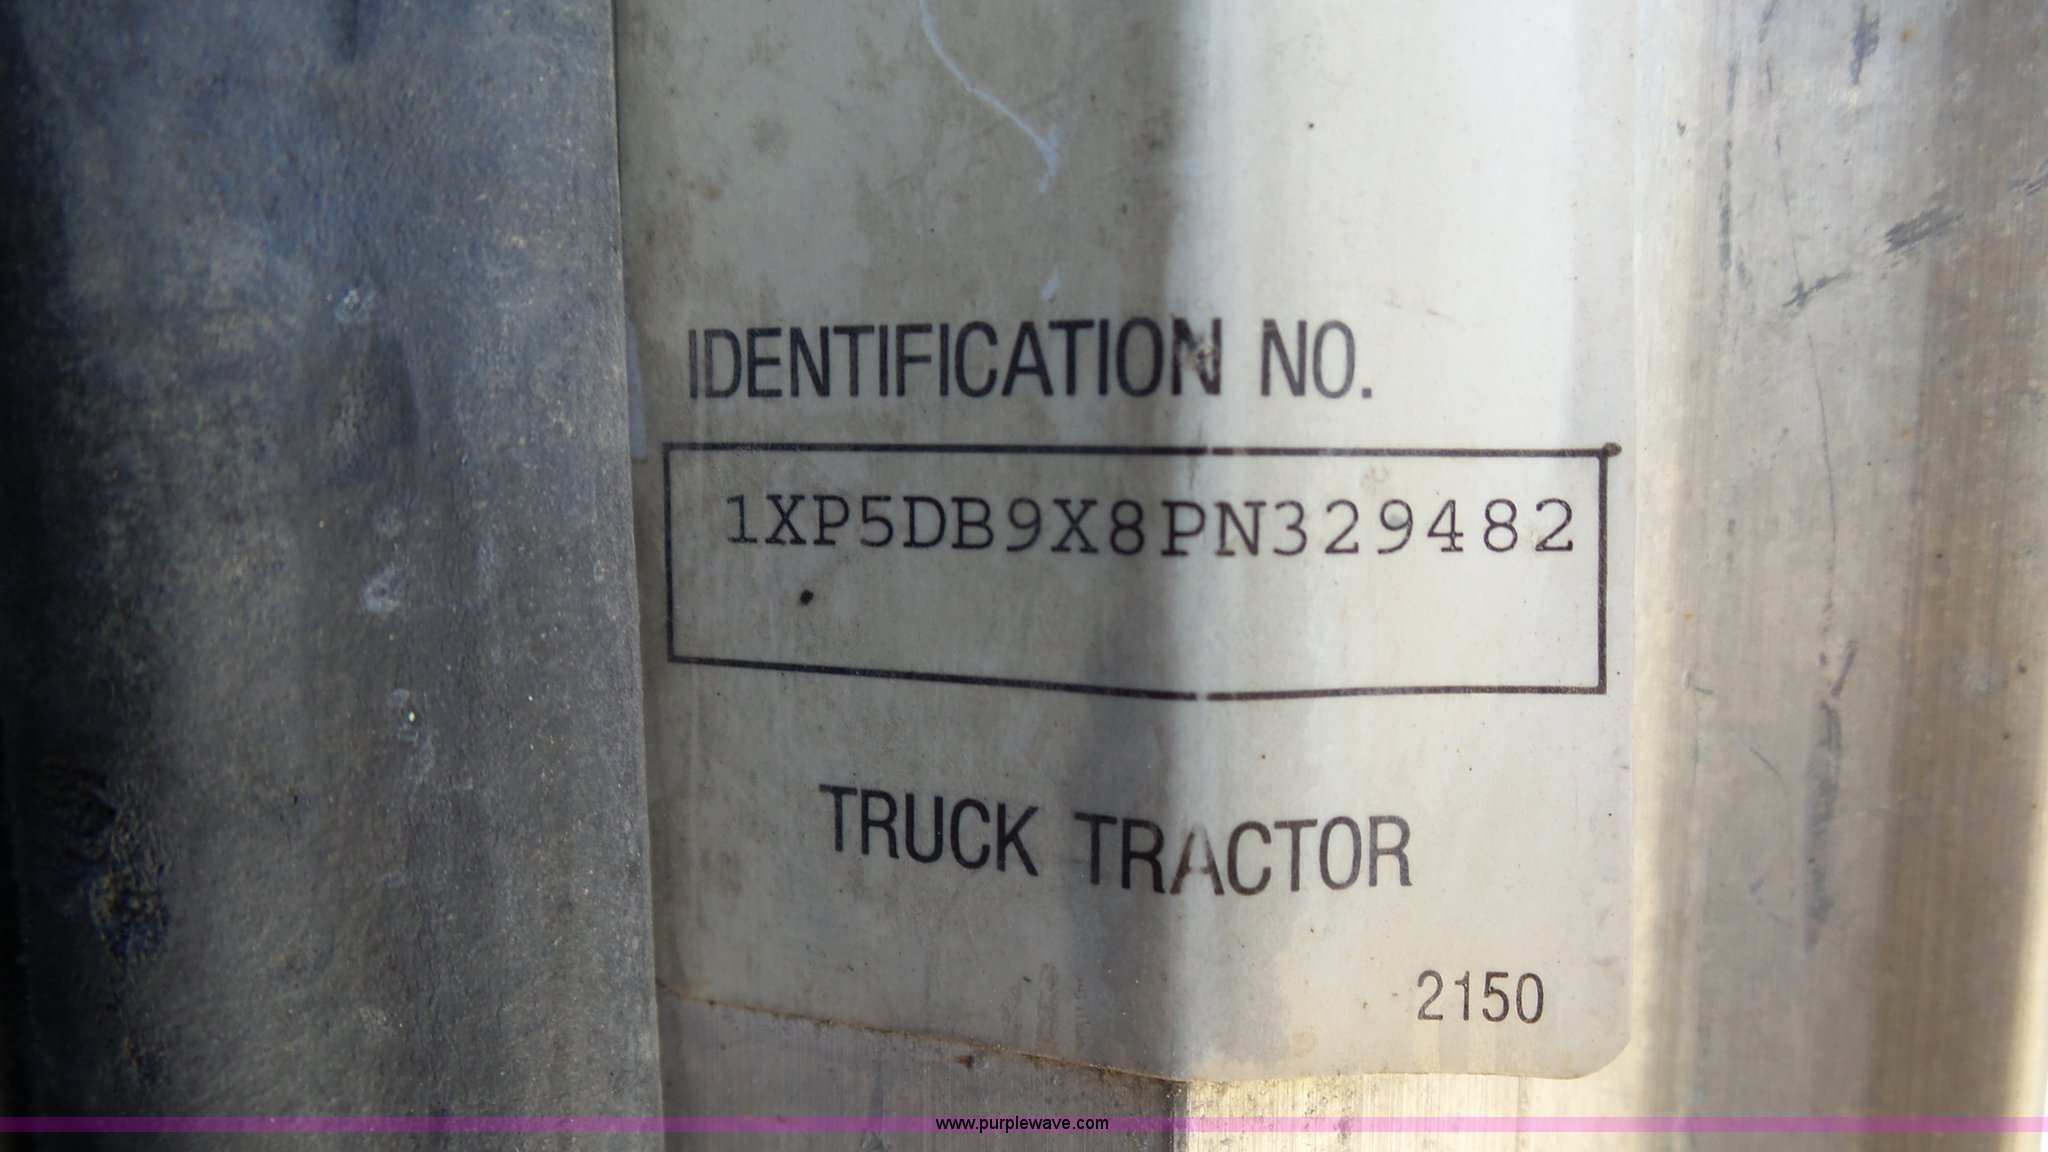 IDENTIFICATION NO.
1XP5DB9X8PN329482
TRUCK TRACTOR
2150
www.purplewave.com